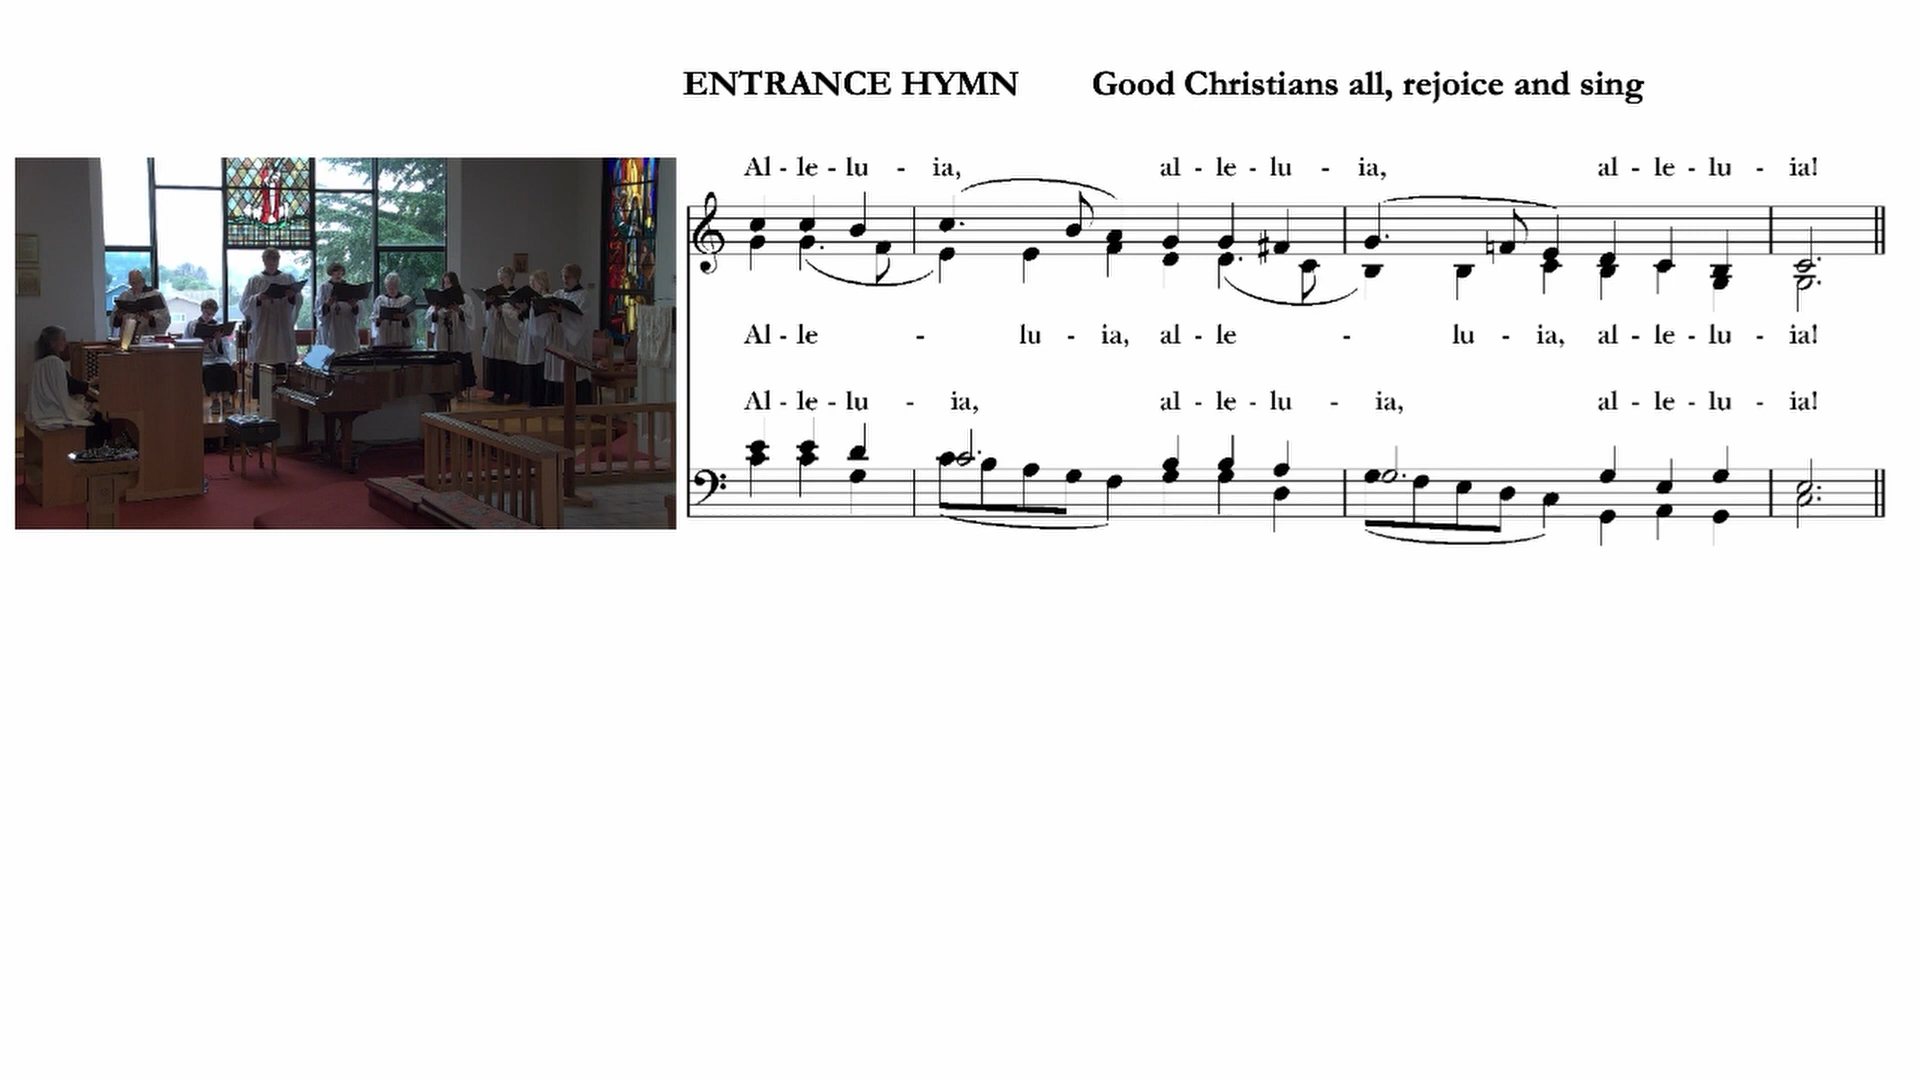 ENTRANCE HYMN Good Christians all, rejoice and sing
Al - le - lu - ia, al - le - lu - ia, al - le - lu - ia!
Al - le - lu - ia, al - le - lu - ia, al - le - lu - ia!
Al - le - lu - ia, al - le - lu - ia, al - le - lu - ia!